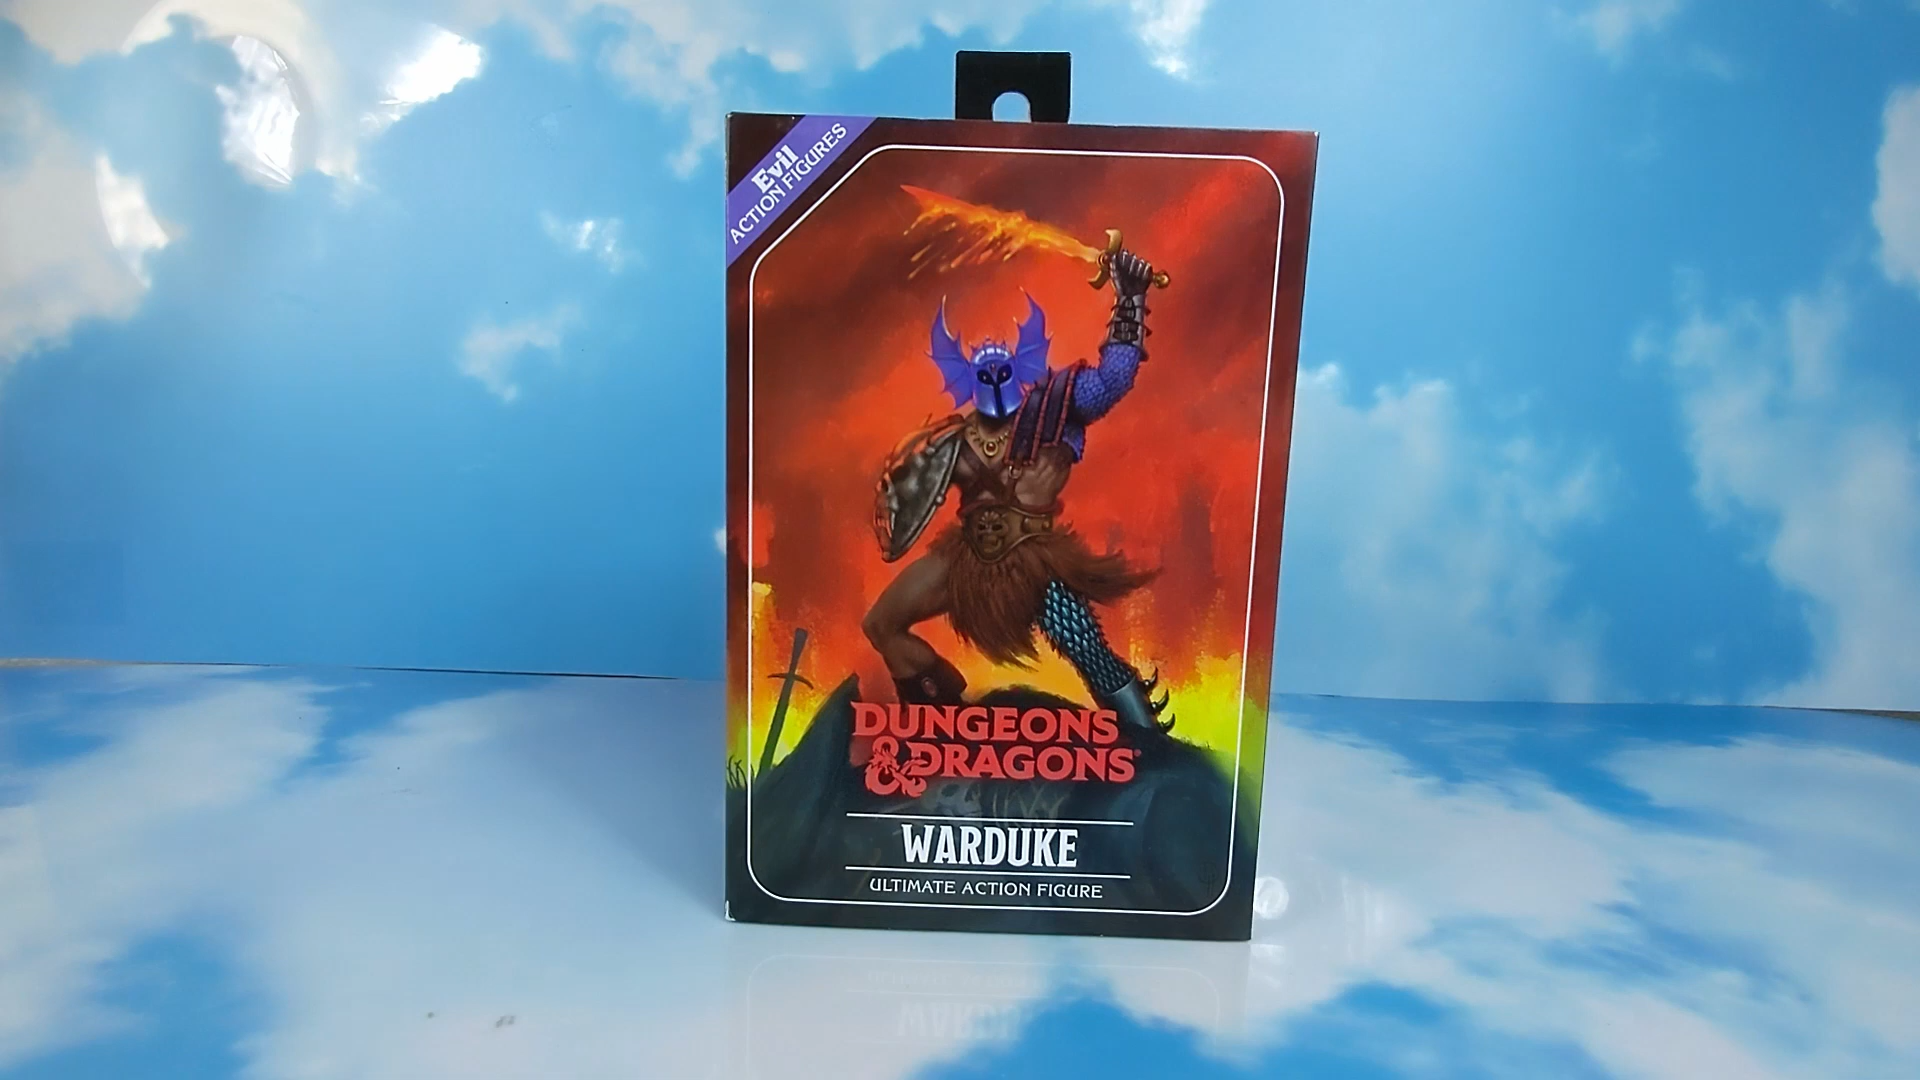 Evil
ACTION FIGURES
DUNGEONS
& DRAGONS®
WARDUKE
ULTIMATE ACTION FIGURE